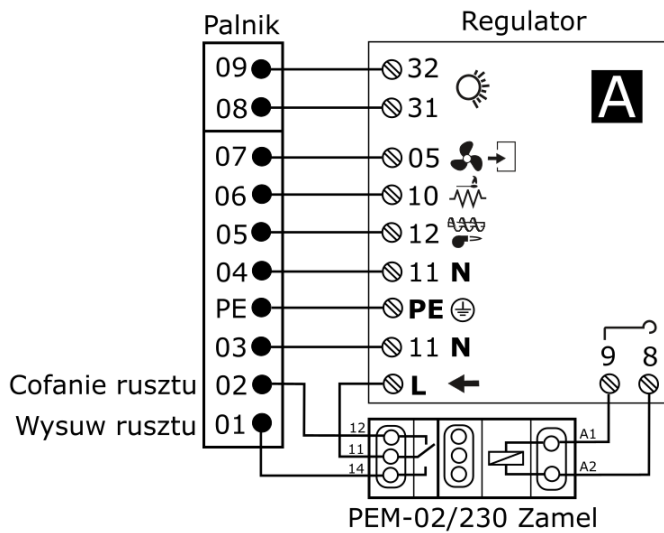 Palnik
Regulator
A
09 32
08 31
07 05
06 10
05 12
04 11 N
PE PE
03 11 N
9 8
Cofanie rusztu 02 L
Wysuw rusztu 01
12
11
14
A1
A2
PEM-02/230 Zamel